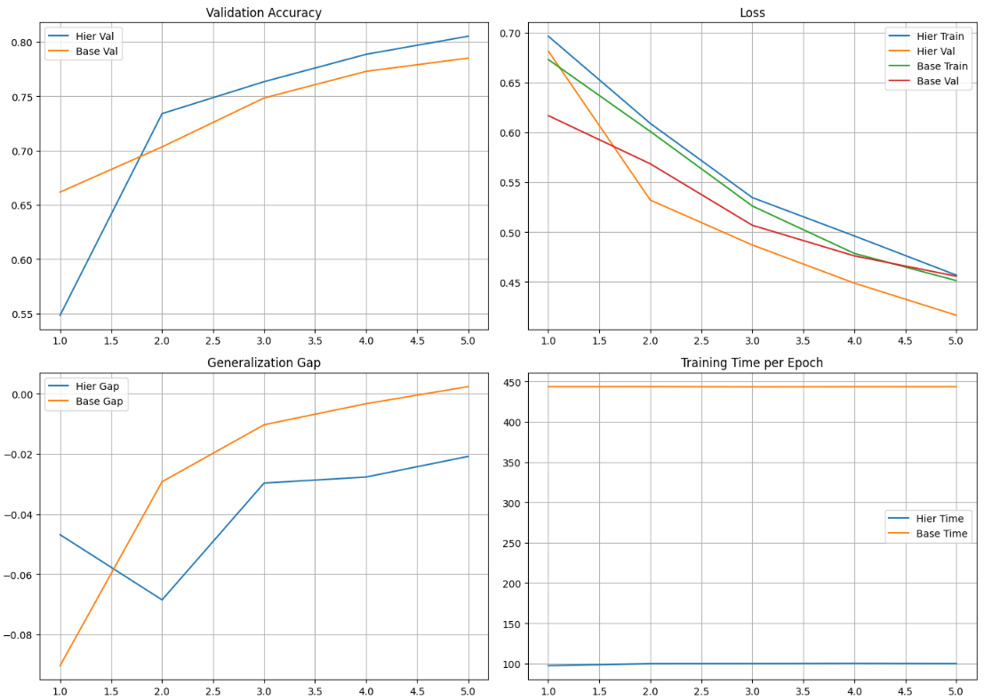 Validation Accuracy
Hier Val
Base Val
0.80
0.75
0.70
0.65
0.60
0.55
1.0 1.5 2.0 2.5 3.0 3.5 4.0 4.5 5.0
Loss
Hier Train
Hier Val
Base Train
Base Val
0.70
0.65
0.60
0.55
0.50
0.45
1.0 1.5 2.0 2.5 3.0 3.5 4.0 4.5 5.0
Generalization Gap
Hier Gap
Base Gap
0.00
−0.02
−0.04
−0.06
−0.08
1.0 1.5 2.0 2.5 3.0 3.5 4.0 4.5 5.0
Training Time per Epoch
450
400
350
300
250
200
150
100
Hier Time
Base Time
1.0 1.5 2.0 2.5 3.0 3.5 4.0 4.5 5.0